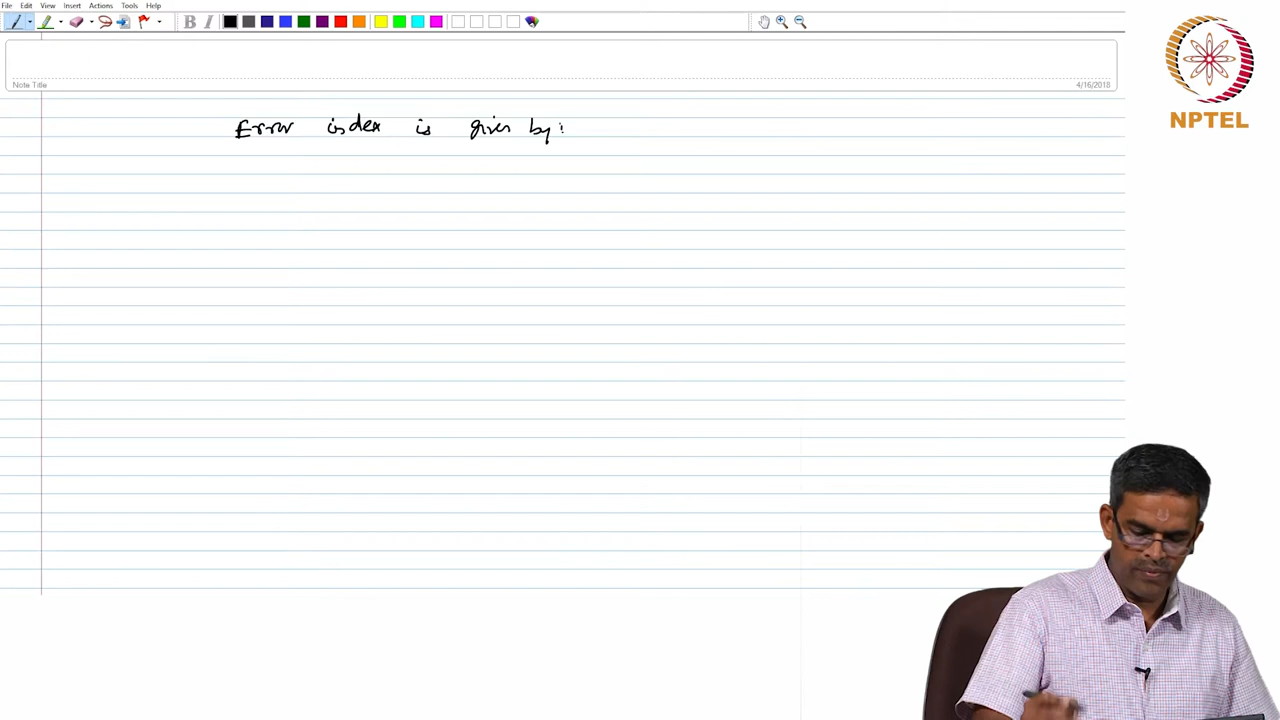 File Edit View Insert Actions Tools Help
B I
Note Title
4/16/2018
NPTEL
Error index is given by: